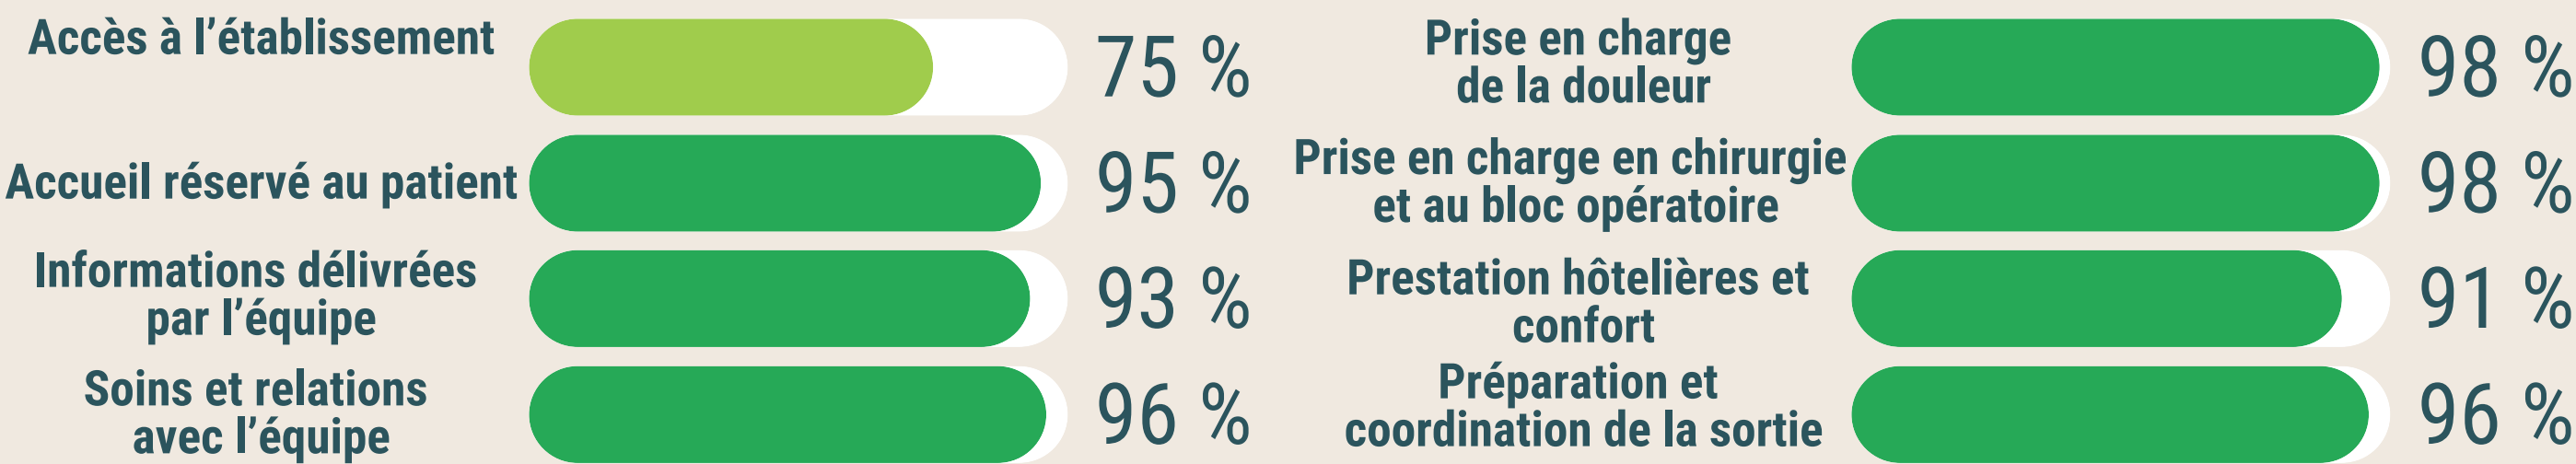 Accès à l’établissement
75 %
Accueil réservé au patient
95 %
Informations délivrées
par l’équipe
93 %
Soins et relations
avec l’équipe
96 %
Prise en charge
de la douleur
98 %
Prise en charge en chirurgie
et au bloc opératoire
98 %
Prestation hôtelières et
confort
91 %
Préparation et
coordination de la sortie
96 %